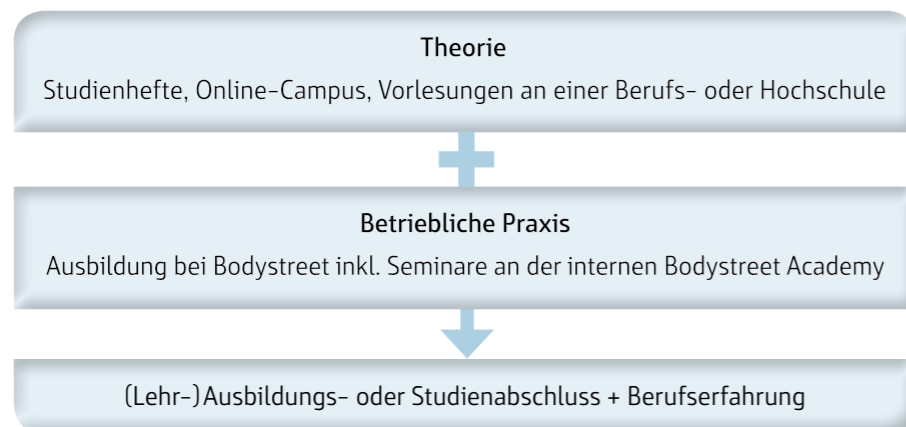 Theorie
Studienhefte, Online-Campus, Vorlesungen an einer Berufs- oder Hochschule
Betriebliche Praxis
Ausbildung bei Bodystreet inkl. Seminare an der internen Bodystreet Academy
(Lehr-)Ausbildungs- oder Studienabschluss + Berufserfahrung